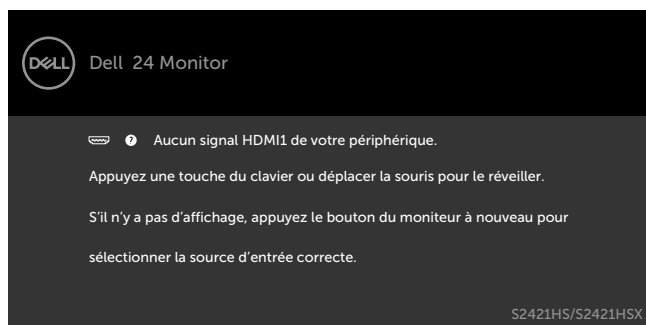 DELL
Dell 24 Monitor
Aucun signal HDMI1 de votre périphérique.
Appuyez une touche du clavier ou déplacer la souris pour le réveiller.
S’il n’y a pas d’affichage, appuyez le bouton du moniteur à nouveau pour
sélectionner la source d’entrée correcte.
S2421HS/S2421HSX